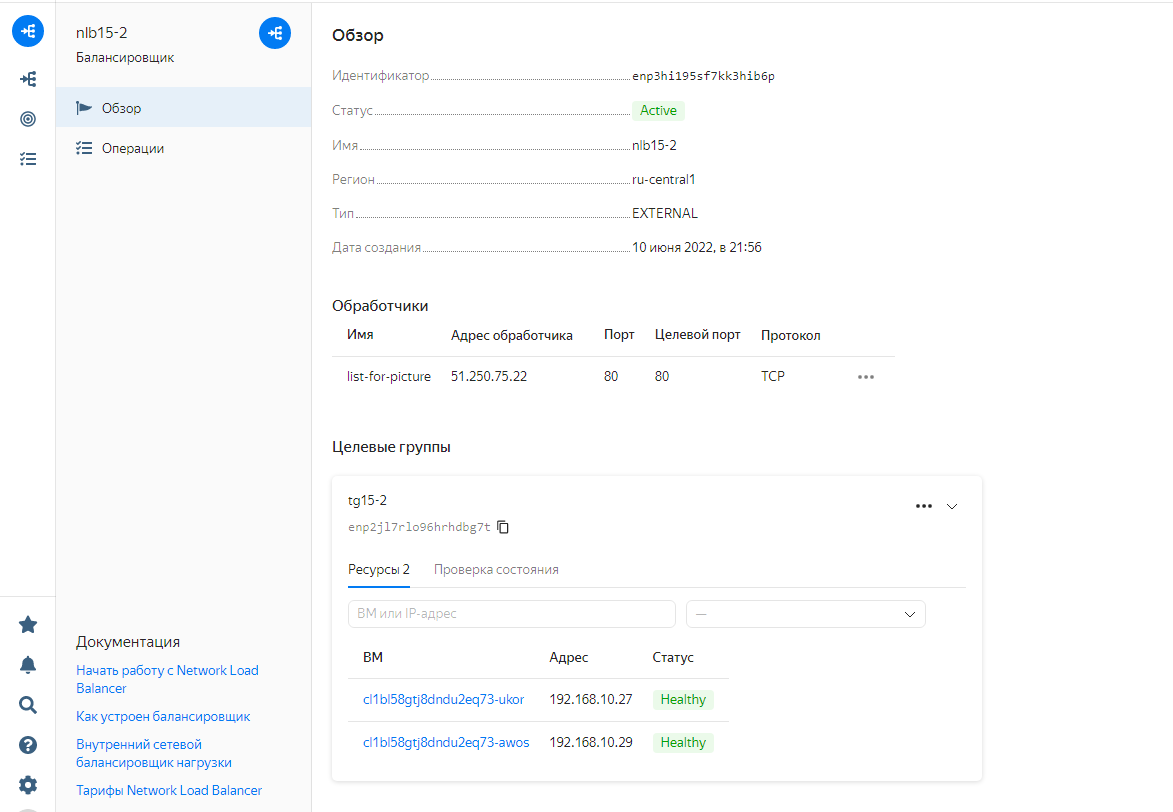 nlb15-2
Балансировщик
Обзор
Операции
Документация
Начать работу с Network Load
Balancer
Как устроен балансировщик
Внутренний сетевой
балансировщик нагрузки
Тарифы Network Load Balancer
Обзор
Идентификатор enp3hi195sf7kk3hib6p
Статус Active
Имя nlb15-2
Регион ru-central1
Тип EXTERNAL
Дата создания 10 июня 2022, в 21:56
Обработчики
Имя Адрес обработчика Порт Целевой порт Протокол
list-for-picture 51.250.75.22 80 80 TCP
Целевые группы
tg15-2
enp2jl7rlo96hrhdbg7t
Ресурсы 2 Проверка состояния
ВМ или IP-адрес —
ВМ Адрес Статус
cl1bl58gtj8dndu2eq73-ukor 192.168.10.27 Healthy
cl1bl58gtj8dndu2eq73-awos 192.168.10.29 Healthy